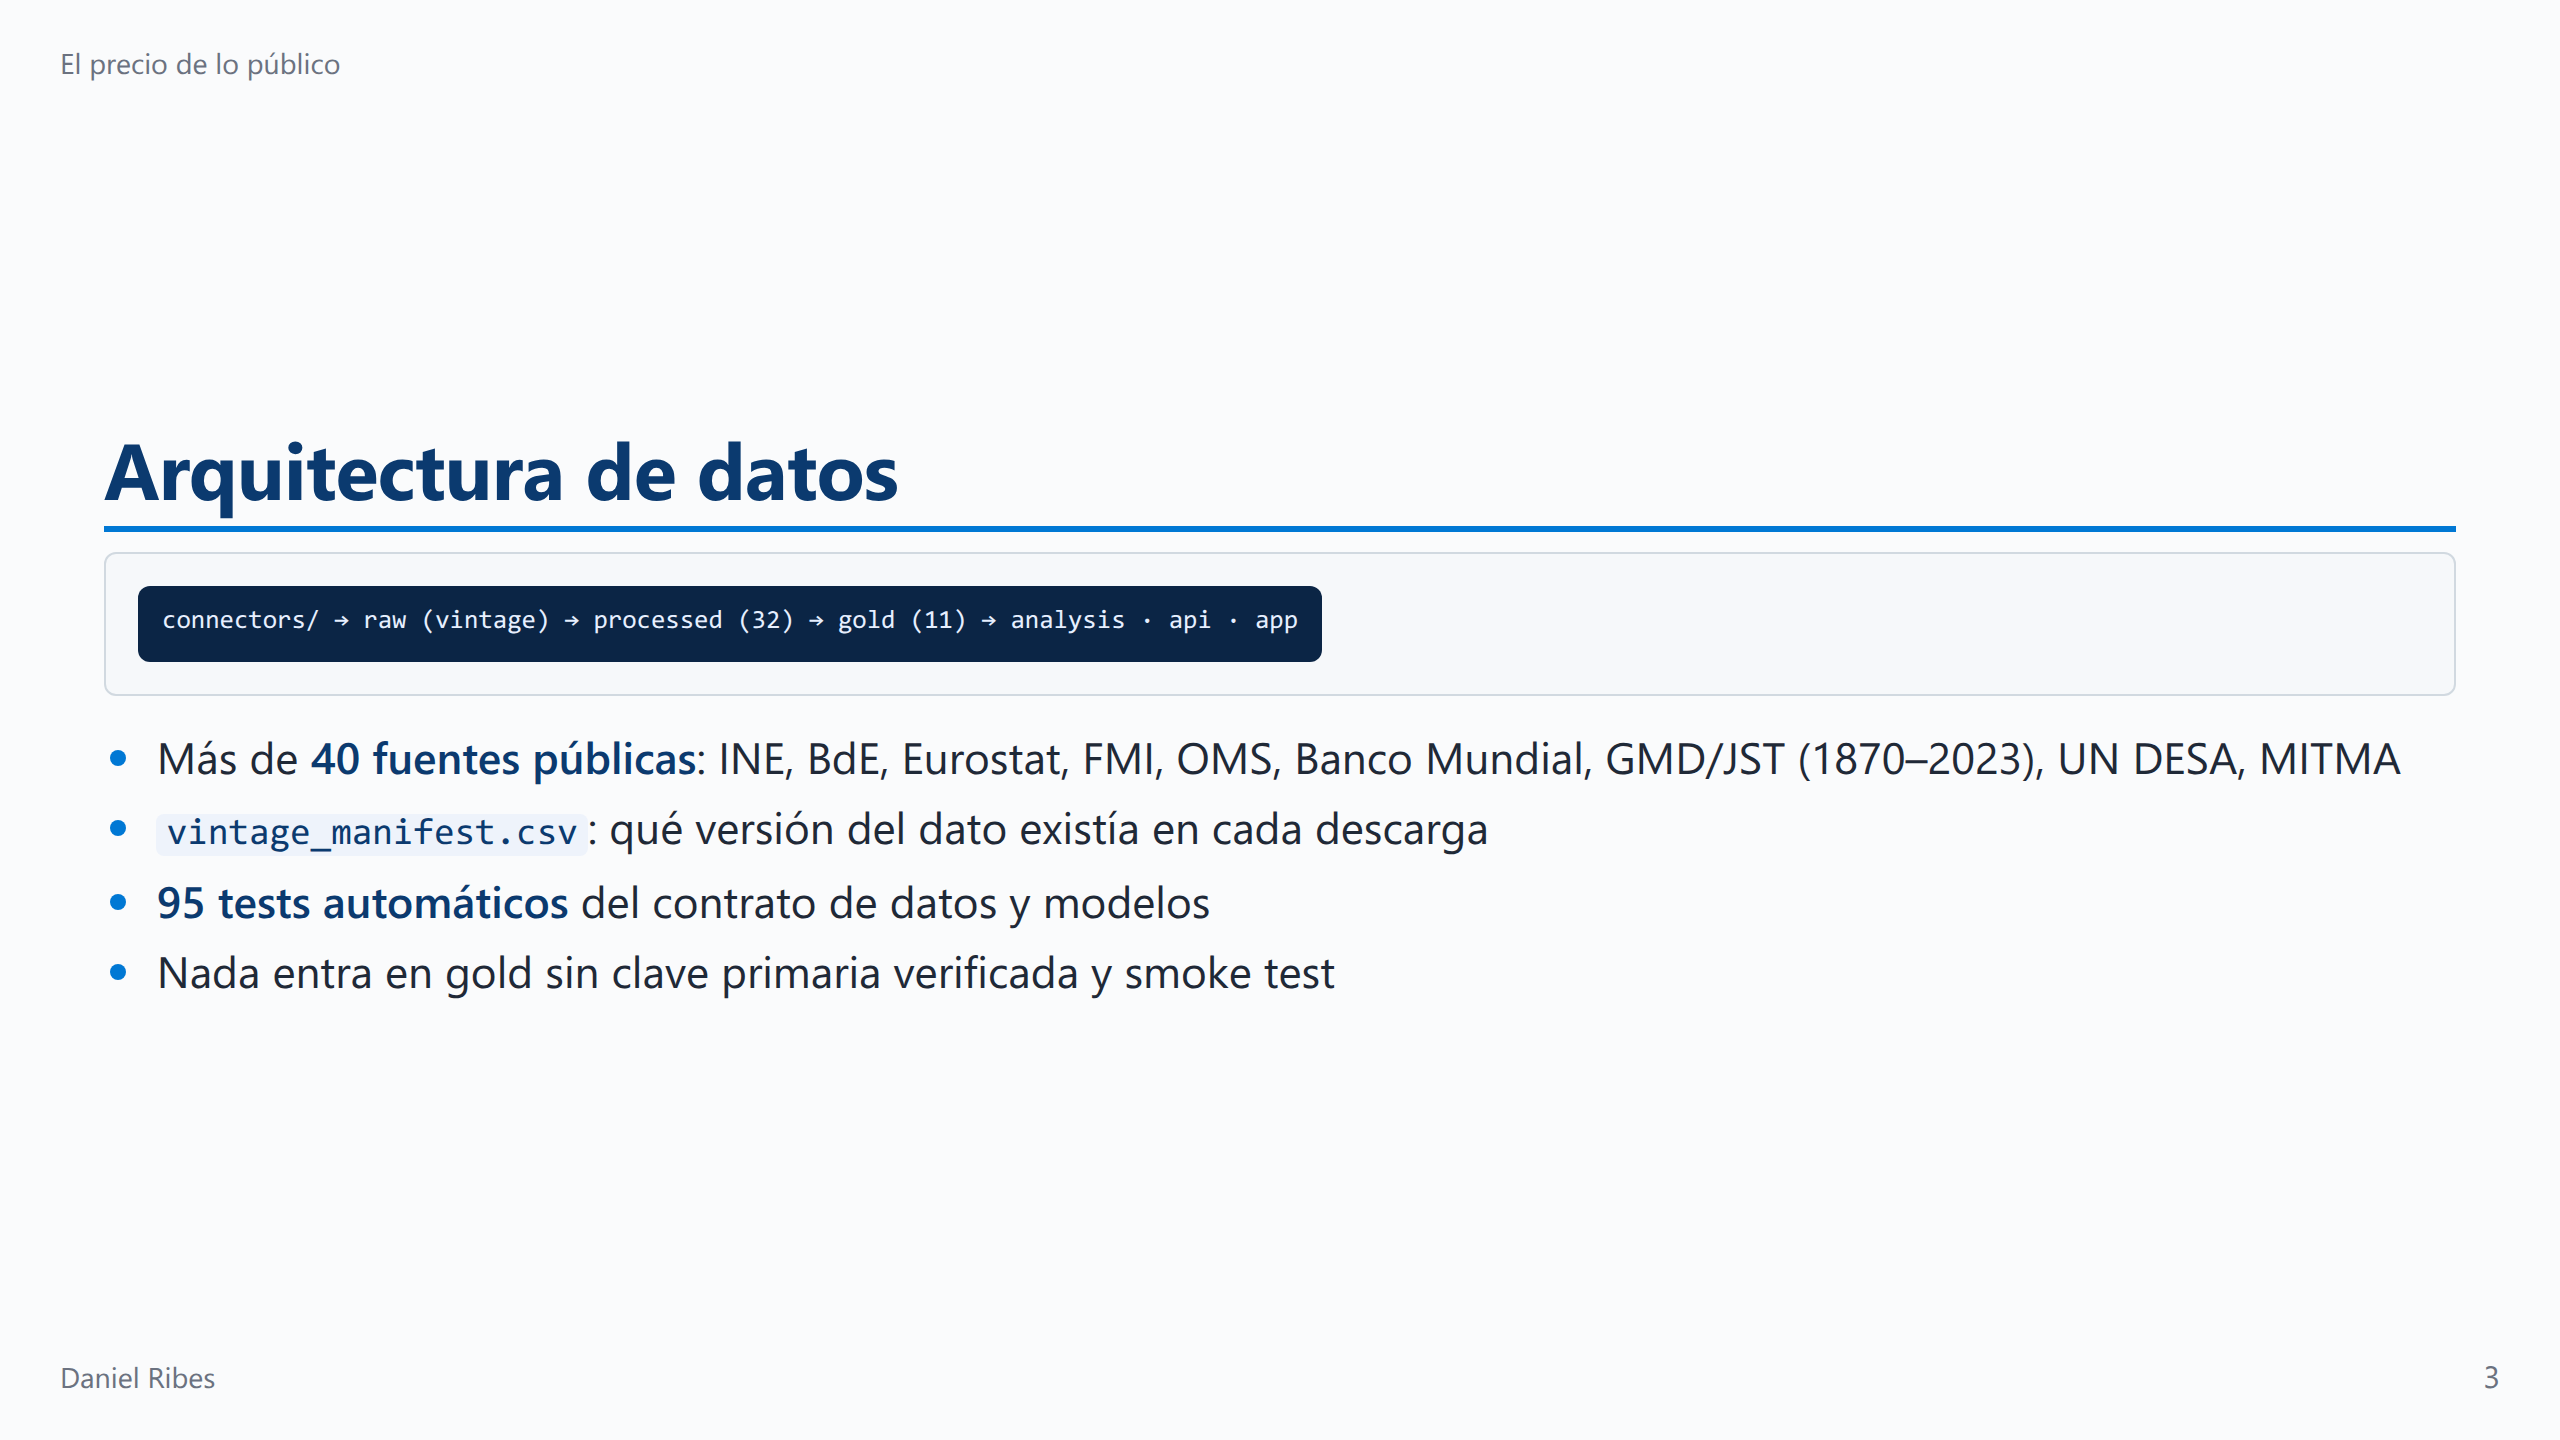 El precio de lo público
Arquitectura de datos
connectors/ → raw (vintage) → processed (32) → gold (11) → analysis · api · app
Más de 40 fuentes públicas: INE, BdE, Eurostat, FMI, OMS, Banco Mundial, GMD/JST (1870–2023), UN DESA, MITMA
vintage_manifest.csv: qué versión del dato existía en cada descarga
95 tests automáticos del contrato de datos y modelos
Nada entra en gold sin clave primaria verificada y smoke test
Daniel Ribes
3